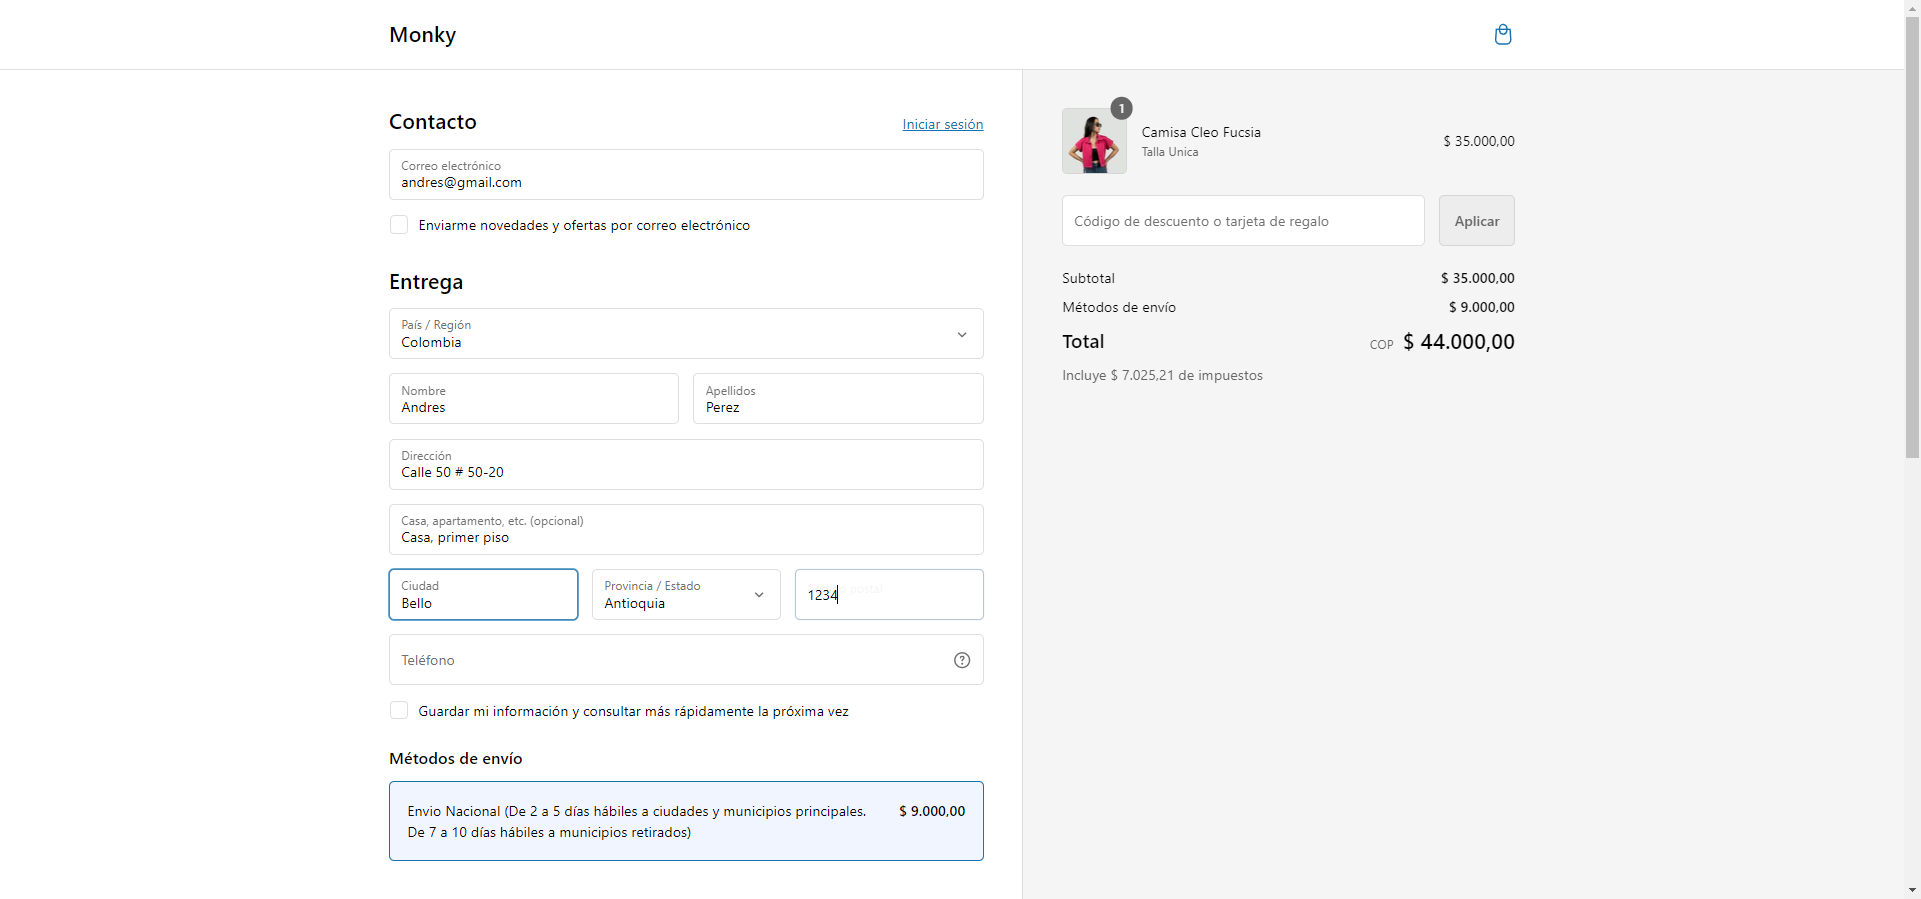 Monky
Contacto
Iniciar sesión
Correo electrónico
andres@gmail.com
Enviarme novedades y ofertas por correo electrónico
Entrega
País / Región
Colombia
Nombre
Andres
Apellidos
Perez
Dirección
Calle 50 # 50-20
Casa, apartamento, etc. (opcional)
Casa, primer piso
Ciudad
Bello
Provincia / Estado
Antioquia
postal
1234
Teléfono
Guardar mi información y consultar más rápidamente la próxima vez
Métodos de envío
Envio Nacional (De 2 a 5 días hábiles a ciudades y municipios principales.
De 7 a 10 días hábiles a municipios retirados)
$ 9.000,00
1
Camisa Cleo Fucsia
Talla Unica
$ 35.000,00
Código de descuento o tarjeta de regalo
Aplicar
Subtotal
$ 35.000,00
Métodos de envío
$ 9.000,00
Total
COP $ 44.000,00
Incluye $ 7.025,21 de impuestos